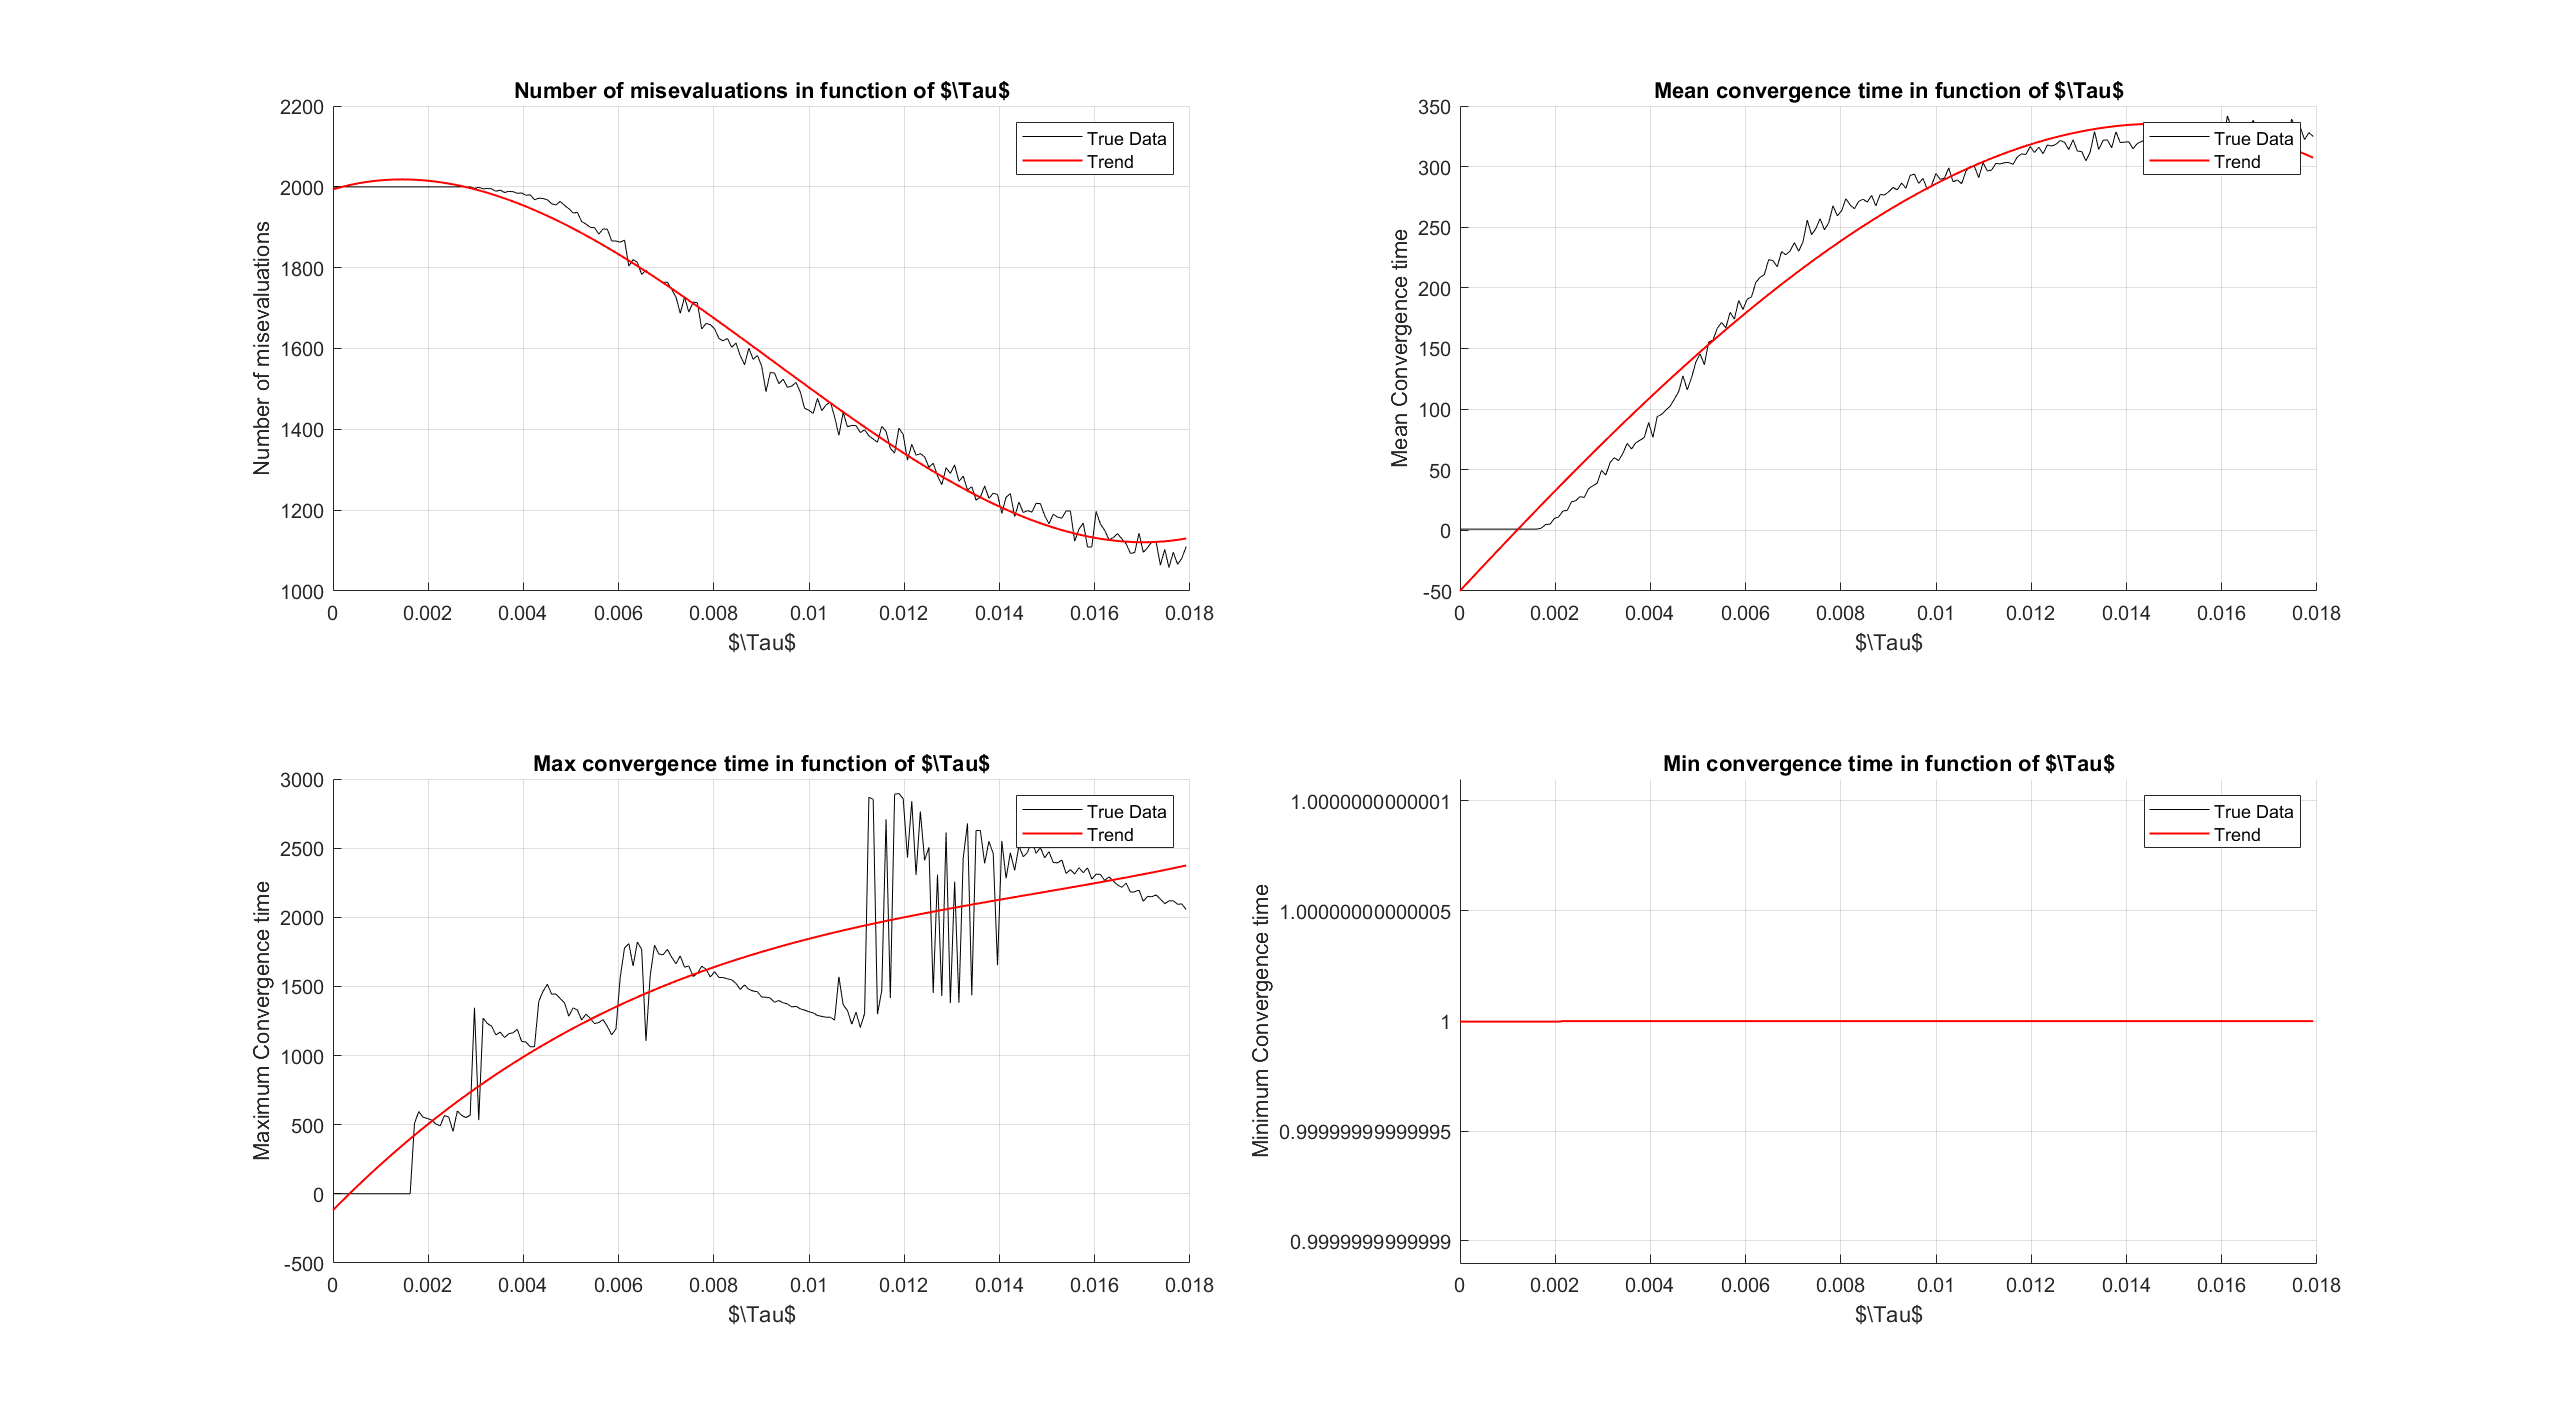 Number of misevaluations in function of $\Tau$
2200
2000
1800
1600
1400
1200
1000
Number of misevaluations
True Data
Trend
0 0.002 0.004 0.006 0.008 0.01 0.012 0.014 0.016 0.018
$\Tau$
Mean convergence time in function of $\Tau$
350
300
250
200
150
100
50
0
-50
Mean Convergence time
True Data
Trend
0 0.002 0.004 0.006 0.008 0.01 0.012 0.014 0.016 0.018
$\Tau$
Max convergence time in function of $\Tau$
3000
2500
2000
1500
1000
500
0
-500
Maximum Convergence time
True Data
Trend
0 0.002 0.004 0.006 0.008 0.01 0.012 0.014 0.016 0.018
$\Tau$
Min convergence time in function of $\Tau$
1.0000000000001
1.00000000000005
1
0.99999999999995
0.9999999999999
Minimum Convergence time
True Data
Trend
0 0.002 0.004 0.006 0.008 0.01 0.012 0.014 0.016 0.018
$\Tau$